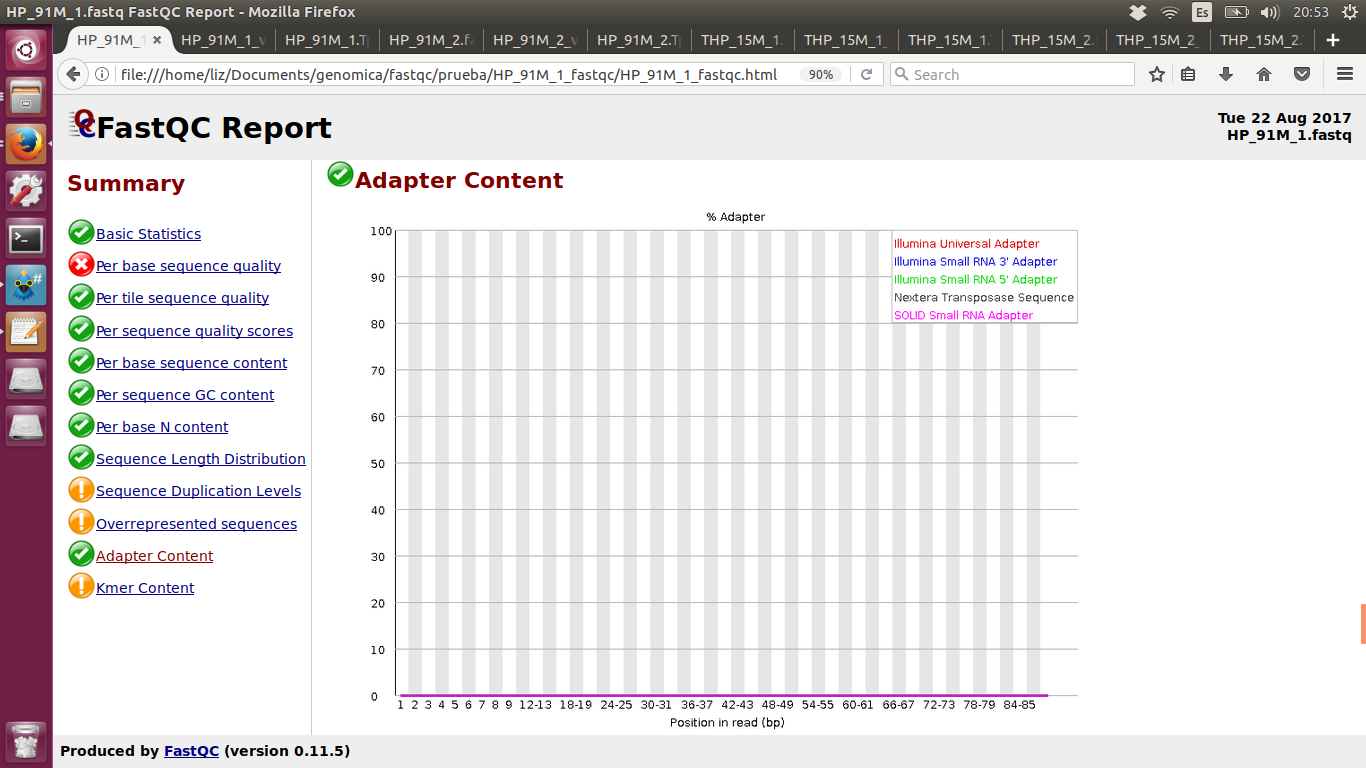 HP_91M_1.fastq FastQC Report - Mozilla Firefox
Es
20:53
HP_91M_1
HP_91M_1_v
HP_91M_1.T
HP_91M_2.f
HP_91M_2_v
HP_91M_2.T
THP_15M_1.
THP_15M_1_
THP_15M_1.
THP_15M_2.
THP_15M_2_
THP_15M_2.
file:///home/liz/Documents/genomica/fastqc/prueba/HP_91M_1_fastqc/HP_91M_1_fastqc.html
90%
Search
FastQC Report
Tue 22 Aug 2017
HP_91M_1.fastq
Summary
Basic Statistics
Per base sequence quality
Per tile sequence quality
Per sequence quality scores
Per base sequence content
Per sequence GC content
Per base N content
Sequence Length Distribution
Sequence Duplication Levels
Overrepresented sequences
Adapter Content
Kmer Content
Adapter Content
% Adapter
100
90
80
70
60
50
40
30
20
10
0
Illumina Universal Adapter
Illumina Small RNA 3' Adapter
Illumina Small RNA 5' Adapter
Nextera Transposase Sequence
SOLID Small RNA Adapter
1 2 3 4 5 6 7 8 9 12-13 18-19 24-25 30-31 36-37 42-43 48-49 54-55 60-61 66-67 72-73 78-79 84-85
Position in read (bp)
Produced by FastQC (version 0.11.5)